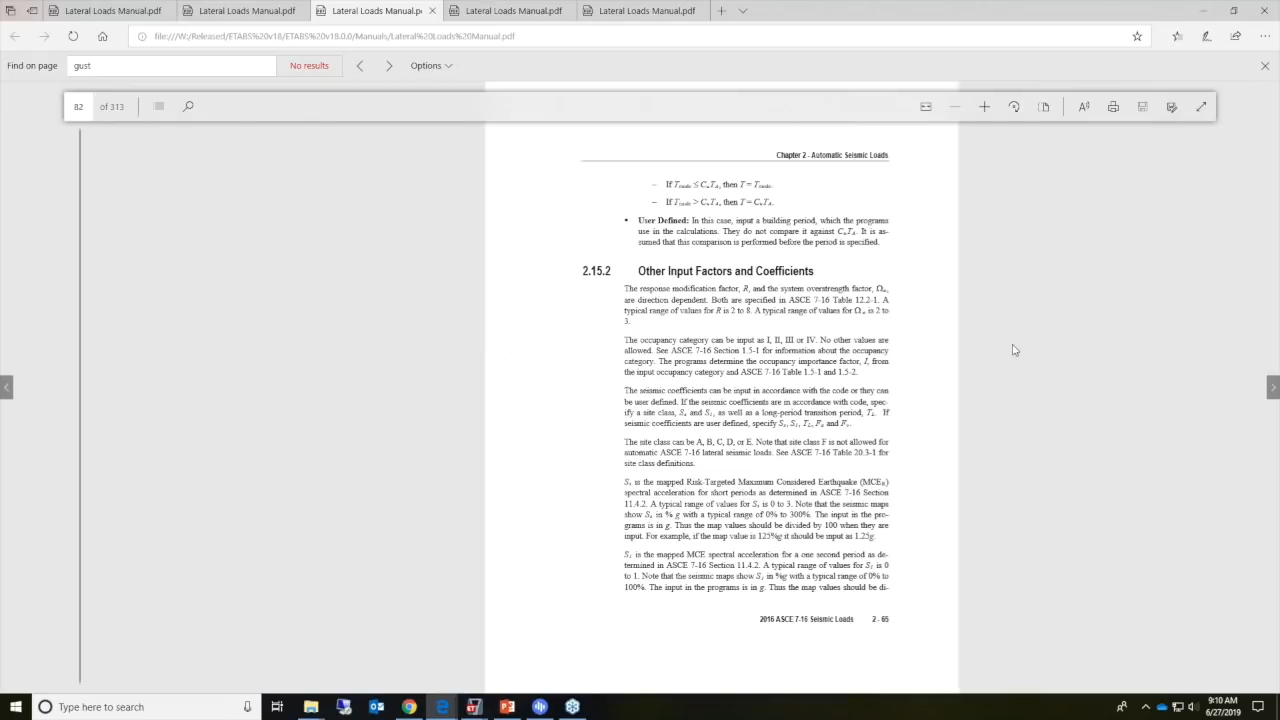 Lateral Loads Manual.pdf
Lateral Loads Manual.pdf
Lateral Loads Manual.pdf
Lateral Loads Manual.pdf
Lateral Loads Manual.pdf
file:///W:/Released/ETABS%20v18/ETABS%20v18.0.0/Manuals/Lateral%20Loads%20Manual.pdf
Find on page
gust
No results
Options
82
of 313
Chapter 2 - Automatic Seismic Loads
– If Tmode ≤ CuTA, then T = Tmode.
– If Tmode > CuTA, then T = CuTA.
• User Defined: In this case, input a building period, which the programs
use in the calculations. They do not compare it against CuTA. It is as-
sumed that this comparison is performed before the period is specified.
2.15.2 Other Input Factors and Coefficients
The response modification factor, R, and the system overstrength factor, Ωo,
are direction dependent. Both are specified in ASCE 7-16 Table 12.2-1. A
typical range of values for R is 2 to 8. A typical range of values for Ωo is 2 to
3.
The occupancy category can be input as I, II, III or IV. No other values are
allowed. See ASCE 7-16 Section 1.5-1 for information about the occupancy
category. The programs determine the occupancy importance factor, I, from
the input occupancy category and ASCE 7-16 Table 1.5-1 and 1.5-2.
The seismic coefficients can be input in accordance with the code or they can
be user defined. If the seismic coefficients are in accordance with code, spec-
ify a site class, Ss and S1, as well as a long-period transition period, TL. If
seismic coefficients are user defined, specify Ss, S1, TL, Fa and Fv.
The site class can be A, B, C, D, or E. Note that site class F is not allowed for
automatic ASCE 7-16 lateral seismic loads. See ASCE 7-16 Table 20.3-1 for
site class definitions.
Ss is the mapped Risk-Targeted Maximum Considered Earthquake (MCER)
spectral acceleration for short periods as determined in ASCE 7-16 Section
11.4.2. A typical range of values for Ss is 0 to 3. Note that the seismic maps
show Ss in % g with a typical range of 0% to 300%. The input in the pro-
grams is in g. Thus the map values should be divided by 100 when they are
input. For example, if the map value is 125%g it should be input as 1.25g.
S1 is the mapped MCE spectral acceleration for a one second period as de-
termined in ASCE 7-16 Section 11.4.2. A typical range of values for S1 is 0
to 1. Note that the seismic maps show S1 in %g with a typical range of 0% to
100%. The input in the programs is in g. Thus the map values should be di-
2016 ASCE 7-16 Seismic Loads 2 - 65
Type here to search
9:10 AM
6/27/2019